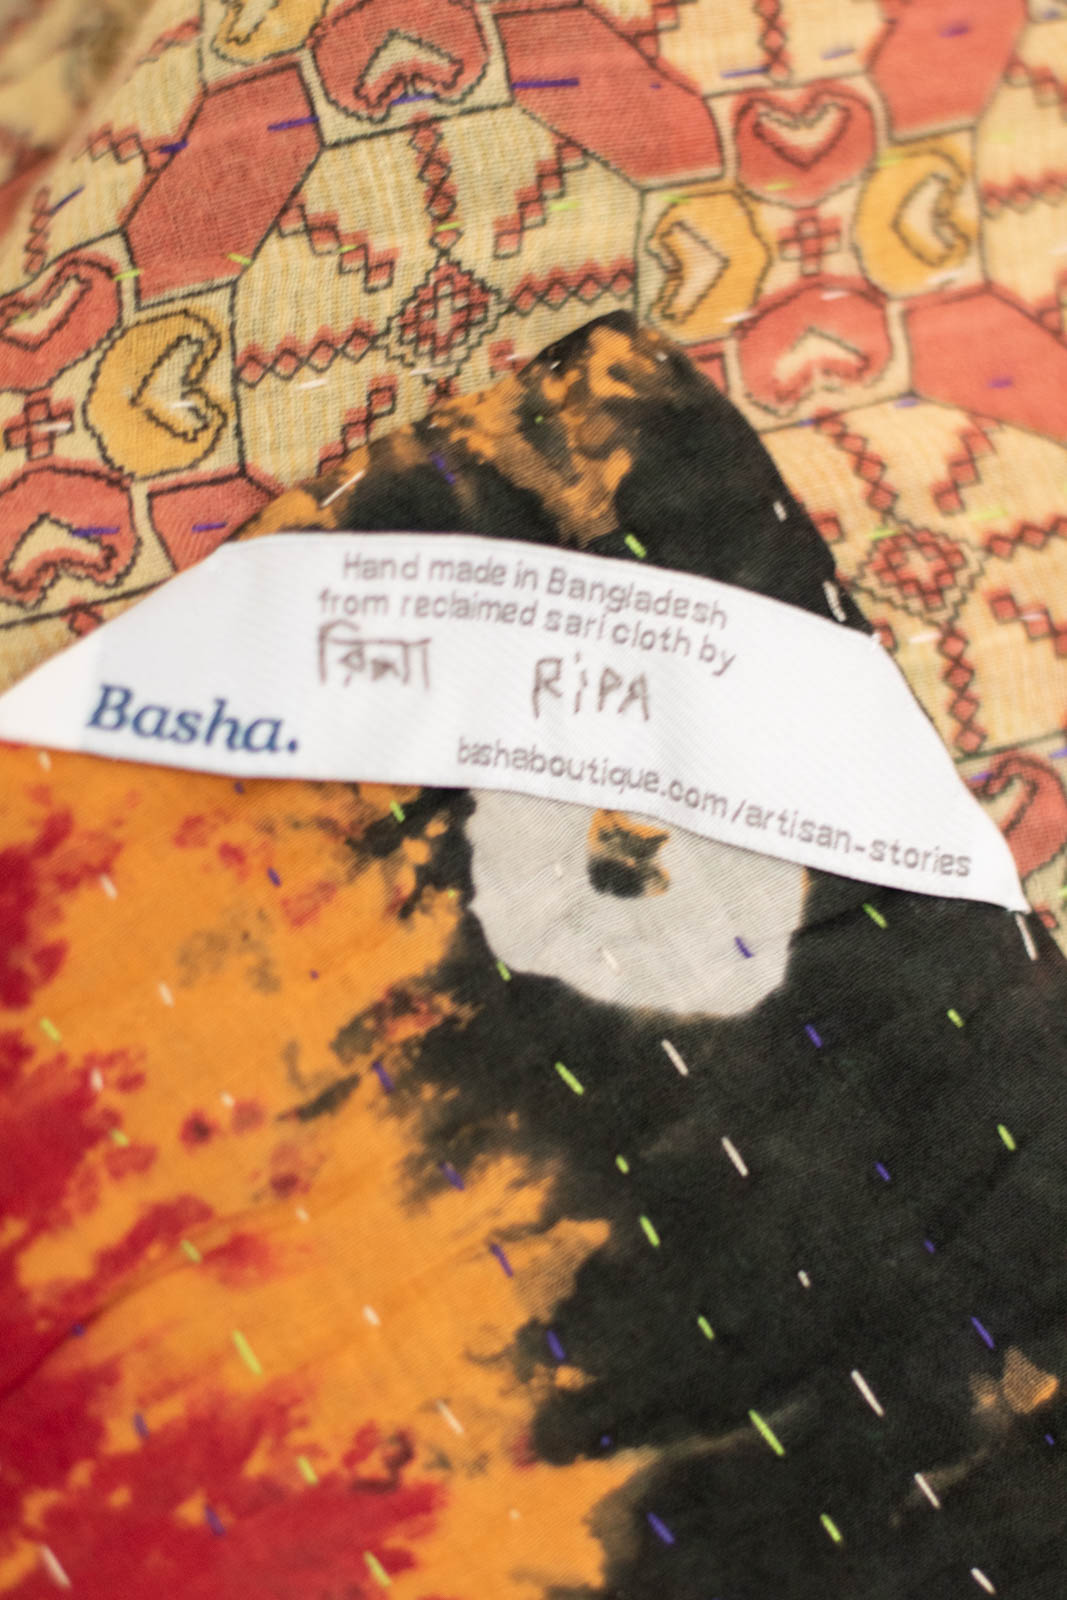 Hand made in Bangladesh
from reclaimed sari cloth by
RiPA
Basha.
bashaboutique.com/artisan-stories